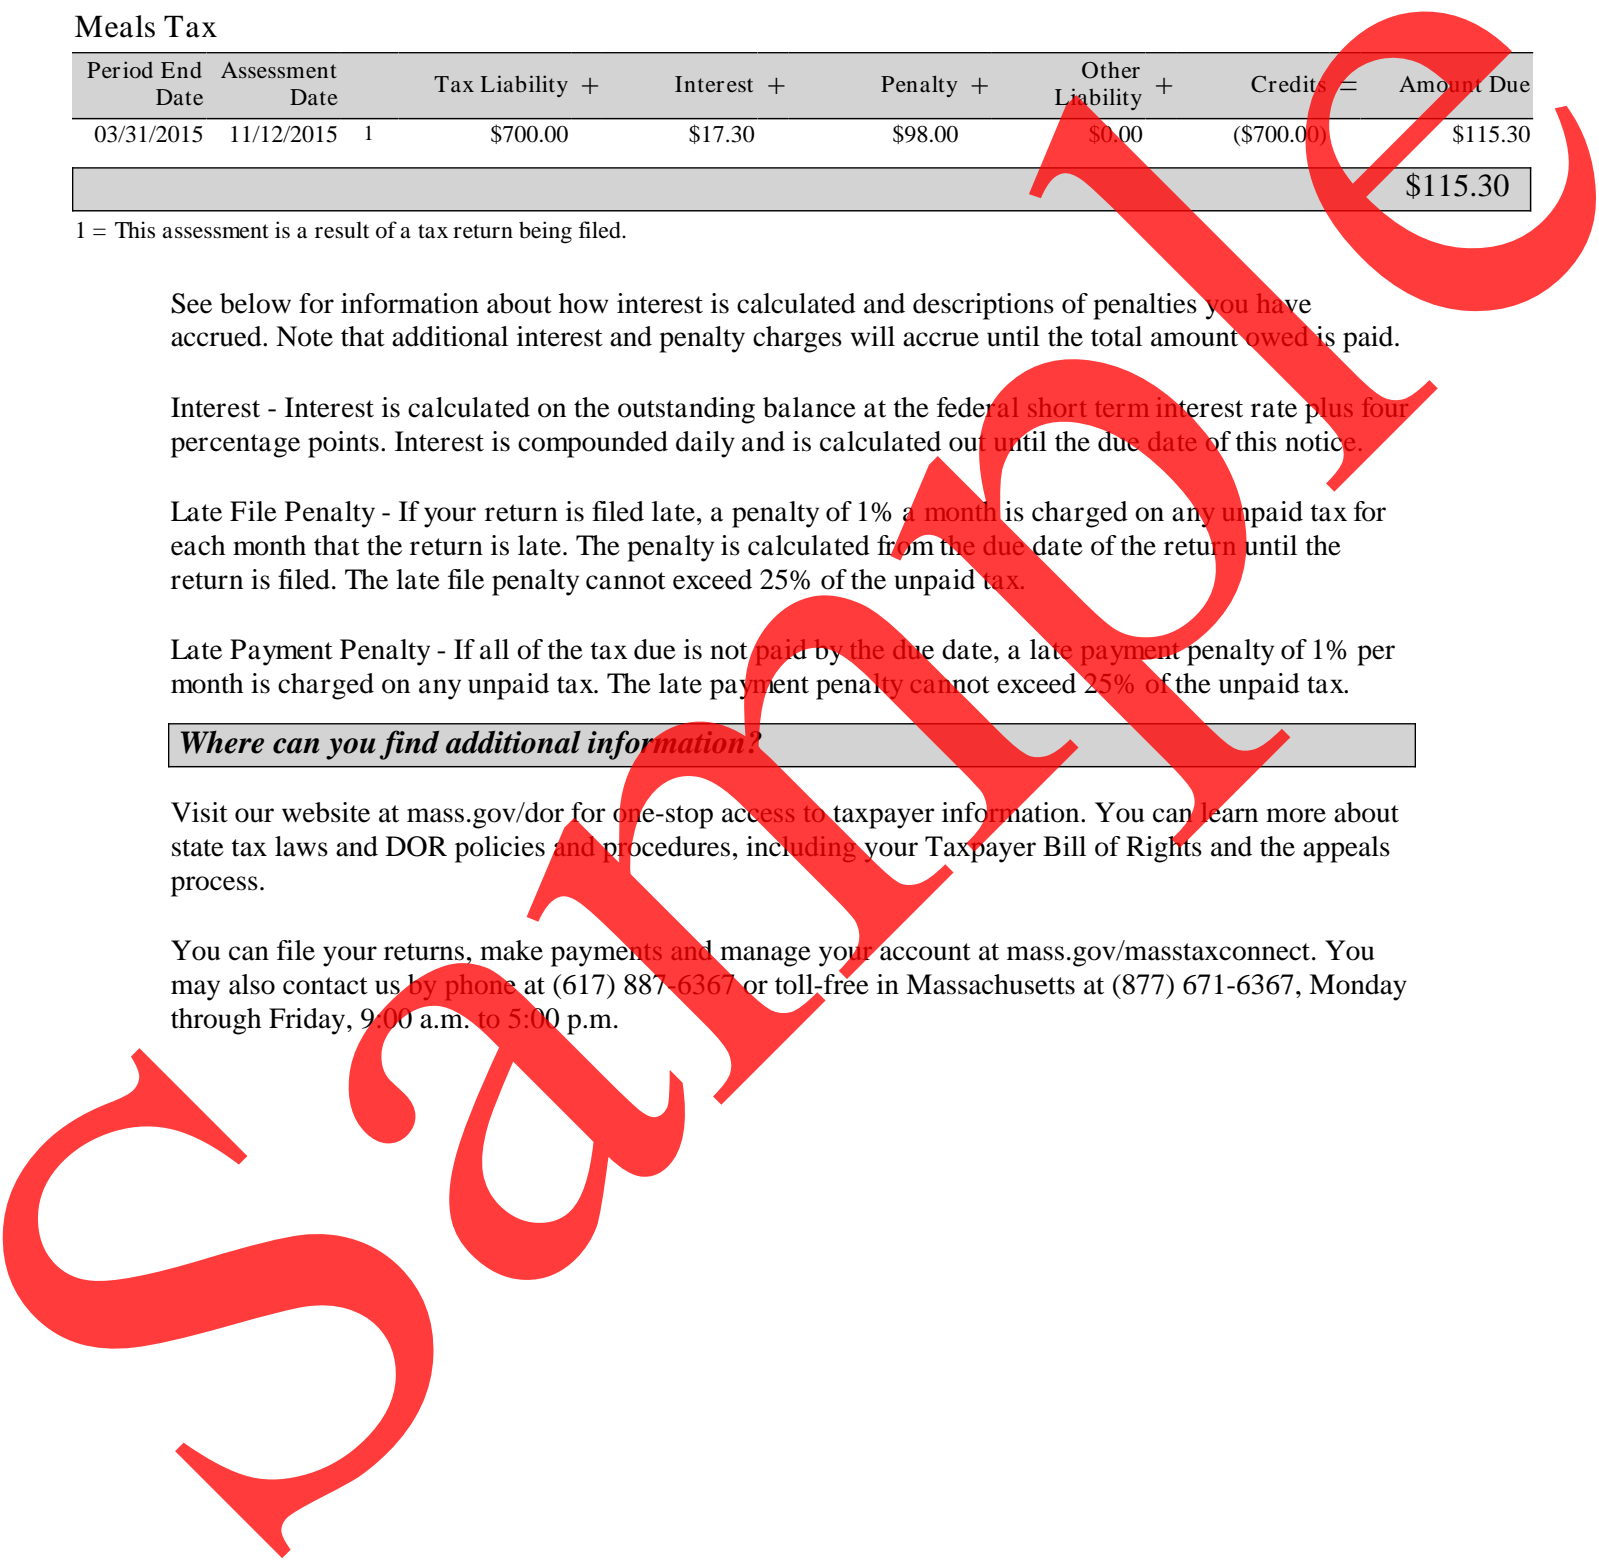 Meals Tax
Period End Date Assessment Date Tax Liability + Interest + Penalty + Other Liability + Credits = Amount Due
03/31/2015 11/12/2015 1 $700.00 $17.30 $98.00 $0.00 ($700.00) $115.30
$115.30
1 = This assessment is a result of a tax return being filed.
See below for information about how interest is calculated and descriptions of penalties you have
accrued. Note that additional interest and penalty charges will accrue until the total amount owed is paid.
Interest - Interest is calculated on the outstanding balance at the federal short term interest rate plus four
percentage points. Interest is compounded daily and is calculated out until the due date of this notice.
Late File Penalty - If your return is filed late, a penalty of 1% a month is charged on any unpaid tax for
each month that the return is late. The penalty is calculated from the due date of the return until the
return is filed. The late file penalty cannot exceed 25% of the unpaid tax.
Late Payment Penalty - If all of the tax due is not paid by the due date, a late payment penalty of 1% per
month is charged on any unpaid tax. The late payment penalty cannot exceed 25% of the unpaid tax.
Where can you find additional information?
Visit our website at mass.gov/dor for one-stop access to taxpayer information. You can learn more about
state tax laws and DOR policies and procedures, including your Taxpayer Bill of Rights and the appeals
process.
You can file your returns, make payments and manage your account at mass.gov/masstaxconnect. You
may also contact us by phone at (617) 887-6367 or toll-free in Massachusetts at (877) 671-6367, Monday
through Friday, 9:00 a.m. to 5:00 p.m.
Sample